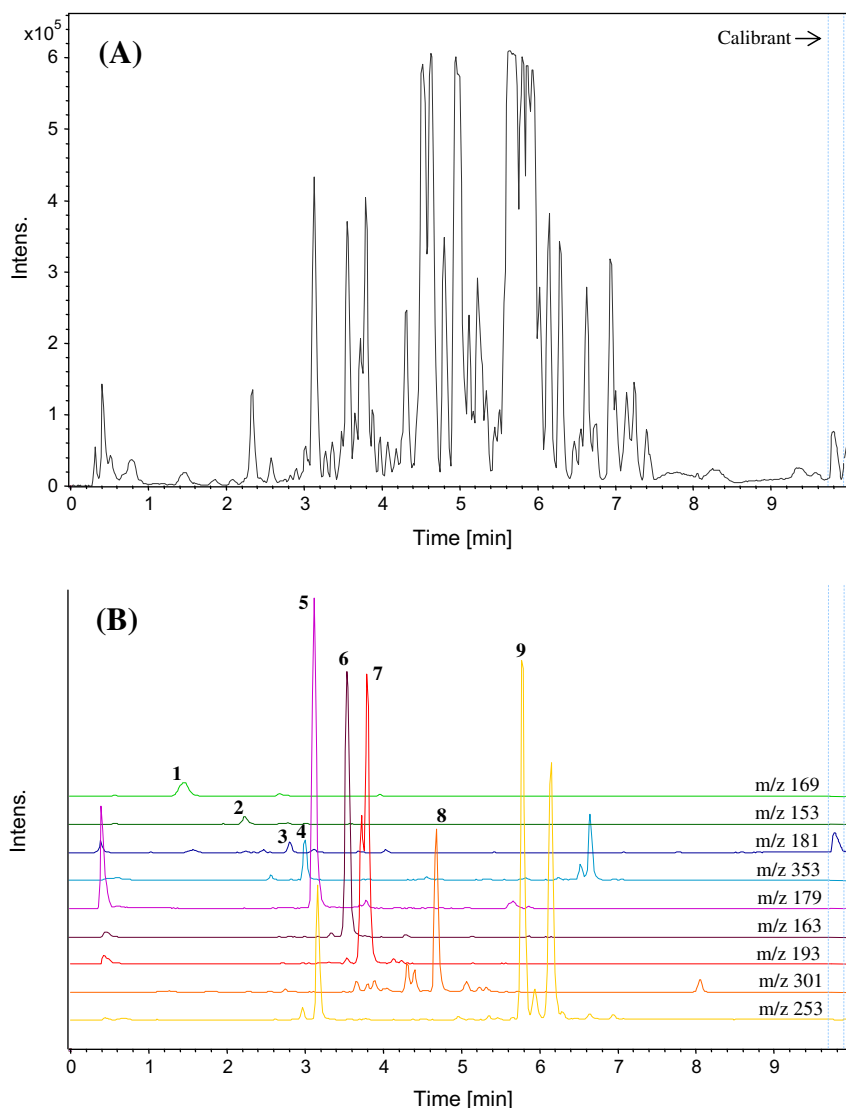 x10⁵
(A)
Calibrant
6
5
4
3
2
1
0
Intens.
0 1 2 3 4 5 6 7 8 9
Time [min]
(B)
5
6
7
9
1
2
3
4
8
m/z 169
m/z 153
m/z 181
m/z 353
m/z 179
m/z 163
m/z 193
m/z 301
m/z 253
Intens.
0 1 2 3 4 5 6 7 8 9
Time [min]